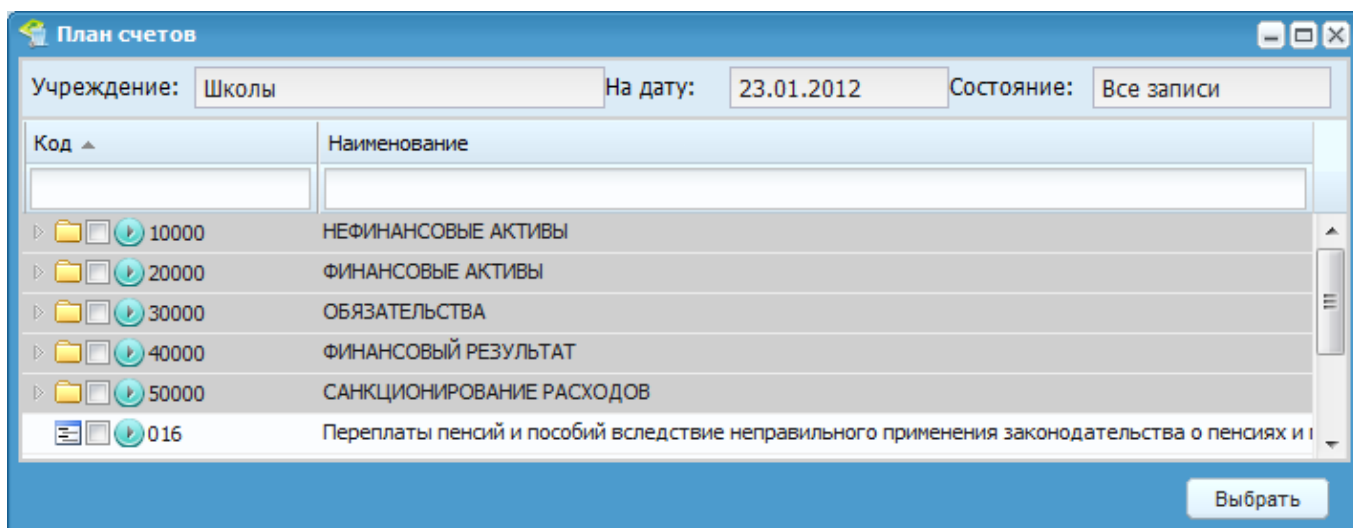 План счетов
Учреждение: Школы На дату: 23.01.2012 Состояние: Все записи
Код Наименование
10000 НЕФИНАНСОВЫЕ АКТИВЫ
20000 ФИНАНСОВЫЕ АКТИВЫ
30000 ОБЯЗАТЕЛЬСТВА
40000 ФИНАНСОВЫЙ РЕЗУЛЬТАТ
50000 САНКЦИОНИРОВАНИЕ РАСХОДОВ
016 Переплаты пенсий и пособий вследствие неправильного применения законодательства о пенсиях и
Выбрать